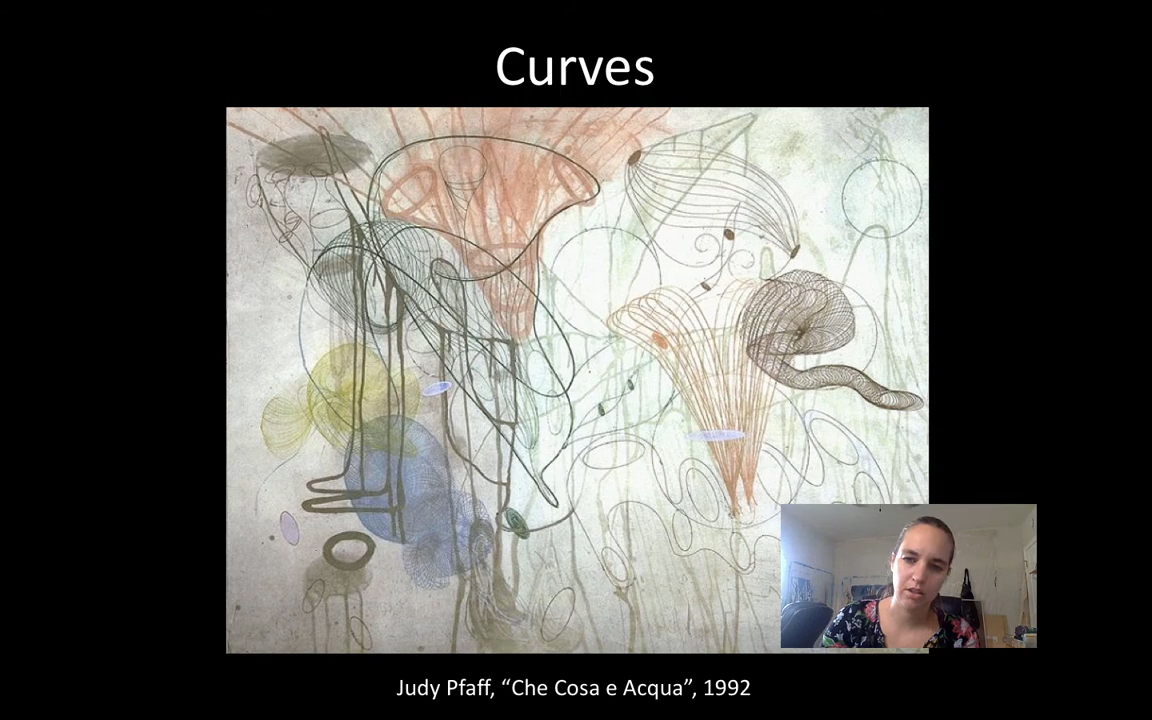 Curves
Judy Pfaff, “Che Cosa e Acqua”, 1992